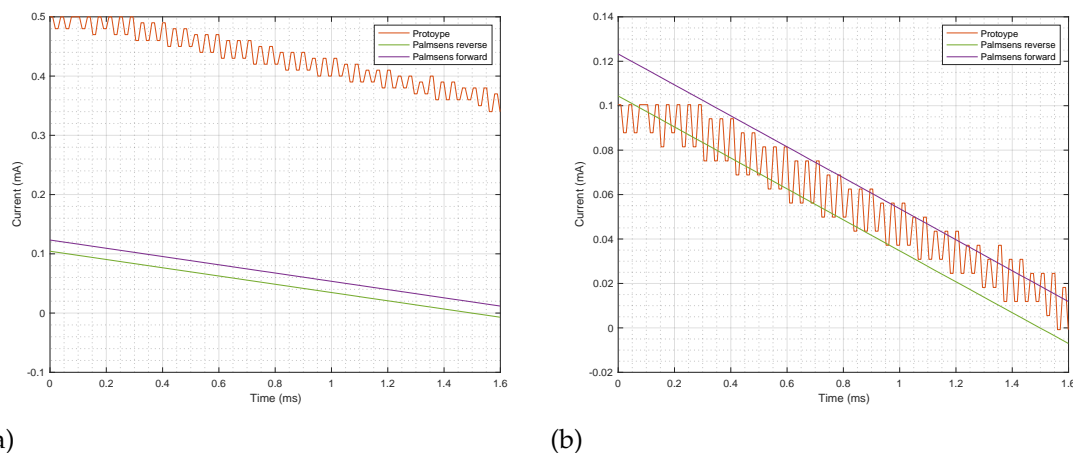 0.5
0.4
0.3
0.2
0.1
0
-0.1
Current (mA)
0 0.2 0.4 0.6 0.8 1 1.2 1.4 1.6
Time (ms)
Protoype
Palmsens reverse
Palmsens forward
a)
0.14
0.12
0.1
0.08
0.06
0.04
0.02
0
-0.02
Current (mA)
0 0.2 0.4 0.6 0.8 1 1.2 1.4 1.6
Time (ms)
Protoype
Palmsens reverse
Palmsens forward
(b)